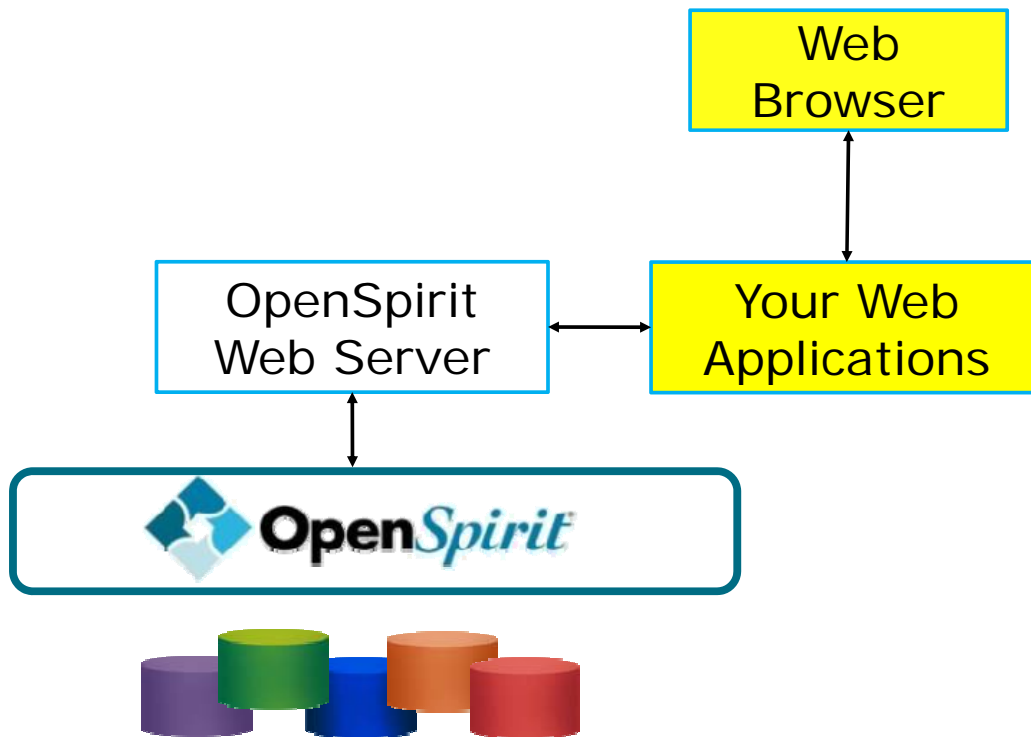 Web
Browser
OpenSpirit
Web Server
Your Web
Applications
OpenSpirit